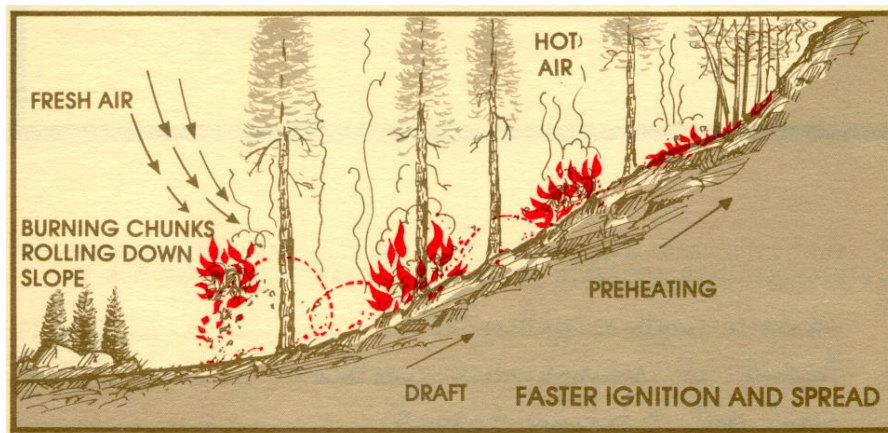 HOT
AIR
FRESH AIR
BURNING CHUNKS
ROLLING DOWN
SLOPE
PREHEATING
DRAFT
FASTER IGNITION AND SPREAD